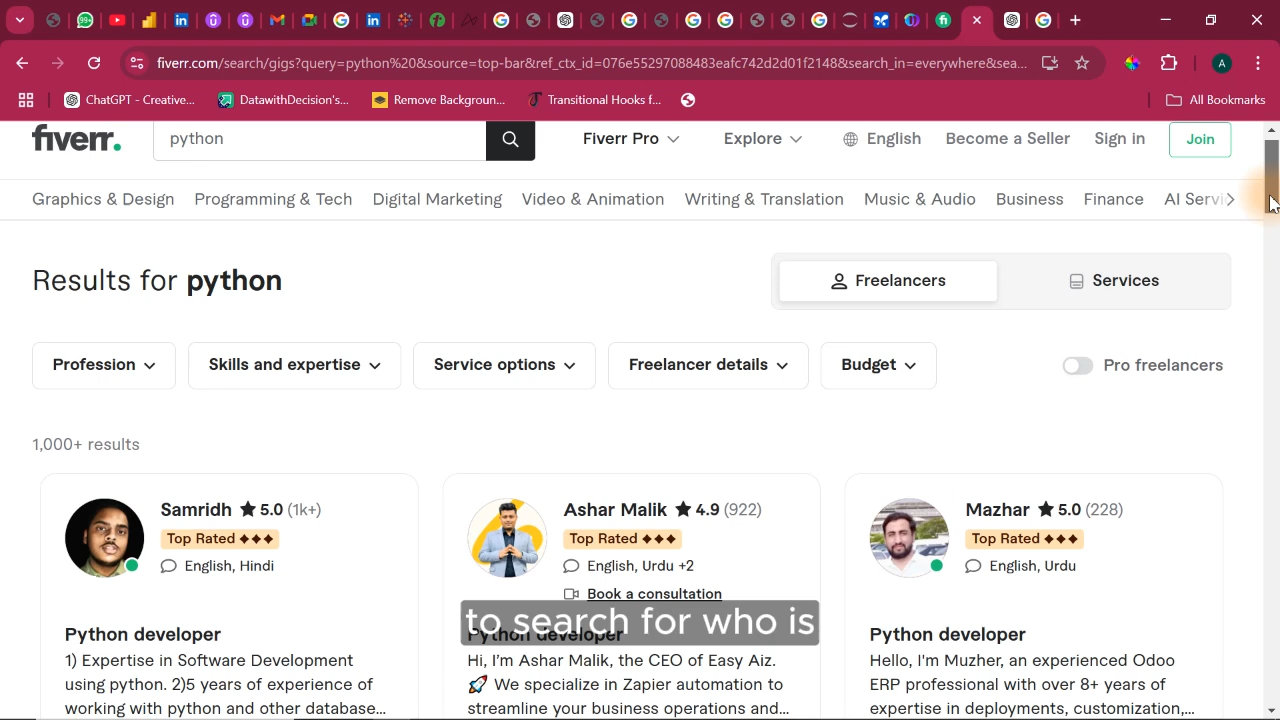 99+
fiverr.com/search/gigs?query=python%20&source=top-bar&ref_ctx_id=076e55297088483eafc742d2d01f2148&search_in=everywhere&sea...
A
ChatGPT - Creative...
DatawithDecision's...
Remove Backgroun...
Transitional Hooks f...
All Bookmarks
fiverr.
python
Fiverr Pro
Explore
English
Become a Seller
Sign in
Join
Graphics & Design
Programming & Tech
Digital Marketing
Video & Animation
Writing & Translation
Music & Audio
Business
Finance
AI Servi
Results for python
Freelancers
Services
Profession
Skills and expertise
Service options
Freelancer details
Budget
Pro freelancers
1,000+ results
Samridh ★ 5.0 (1k+)
Top Rated
English, Hindi
Python developer
1) Expertise in Software Development
using python. 2)5 years of experience of
working with python and other database...
Ashar Malik ★ 4.9 (922)
Top Rated
English, Urdu +2
Book a consultation
to search for who is
Python developer
Hi, I'm Ashar Malik, the CEO of Easy Aiz.
🚀 We specialize in Zapier automation to
streamline your business operations and...
Mazhar ★ 5.0 (228)
Top Rated
English, Urdu
Python developer
Hello, I'm Muzher, an experienced Odoo
ERP professional with over 8+ years of
expertise in deployments, customization,...